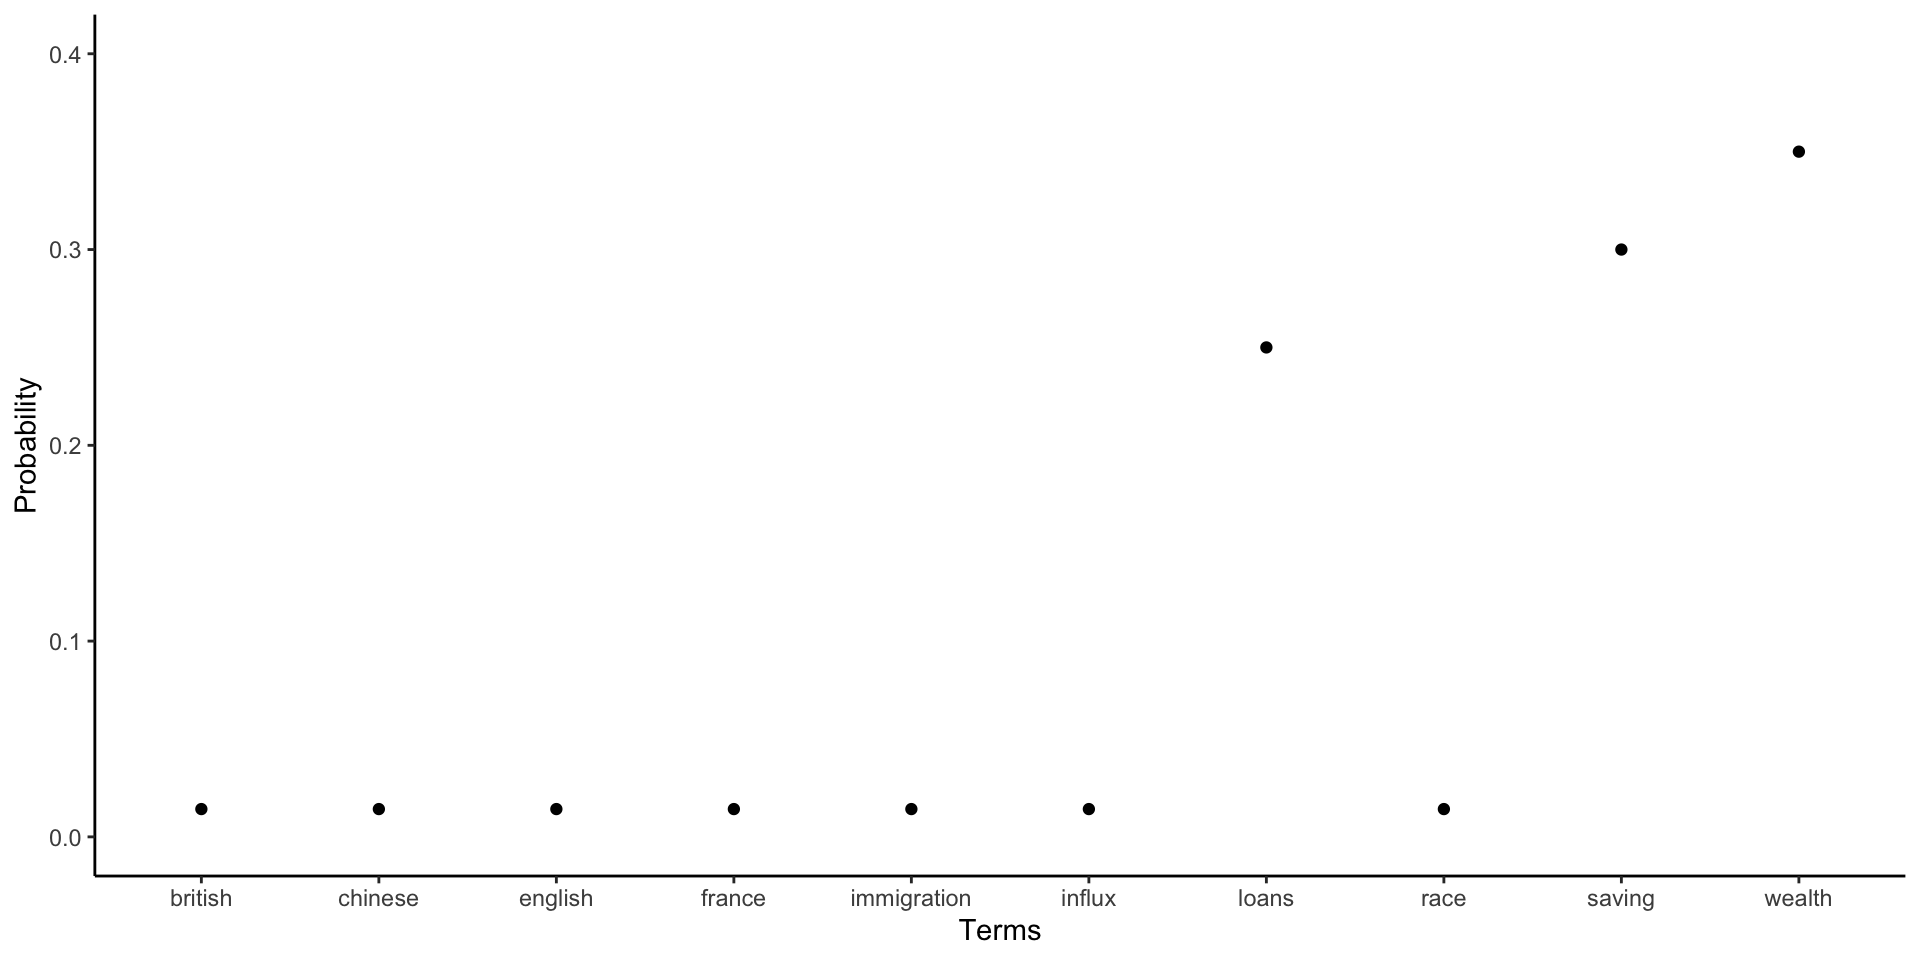 0.4
0.3
0.2
0.1
0.0
Probability
british chinese english france immigration influx loans race saving wealth
Terms